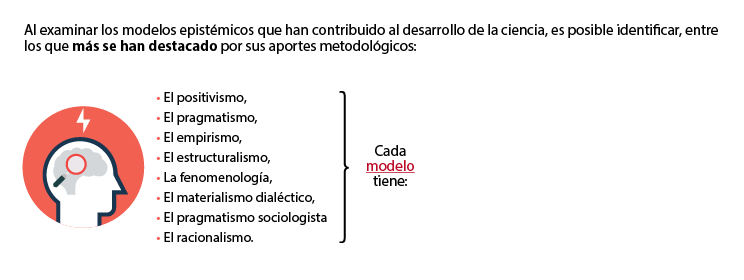 Al examinar los modelos epistémicos que han contribuido al desarrollo de la ciencia, es posible identificar, entre
los que más se han destacado por sus aportes metodológicos:
• El positivismo,
• El pragmatismo,
• El empirismo,
• El estructuralismo,
• La fenomenología,
• El materialismo dialéctico,
• El pragmatismo sociologista
• El racionalismo.
Cada
modelo
tiene: